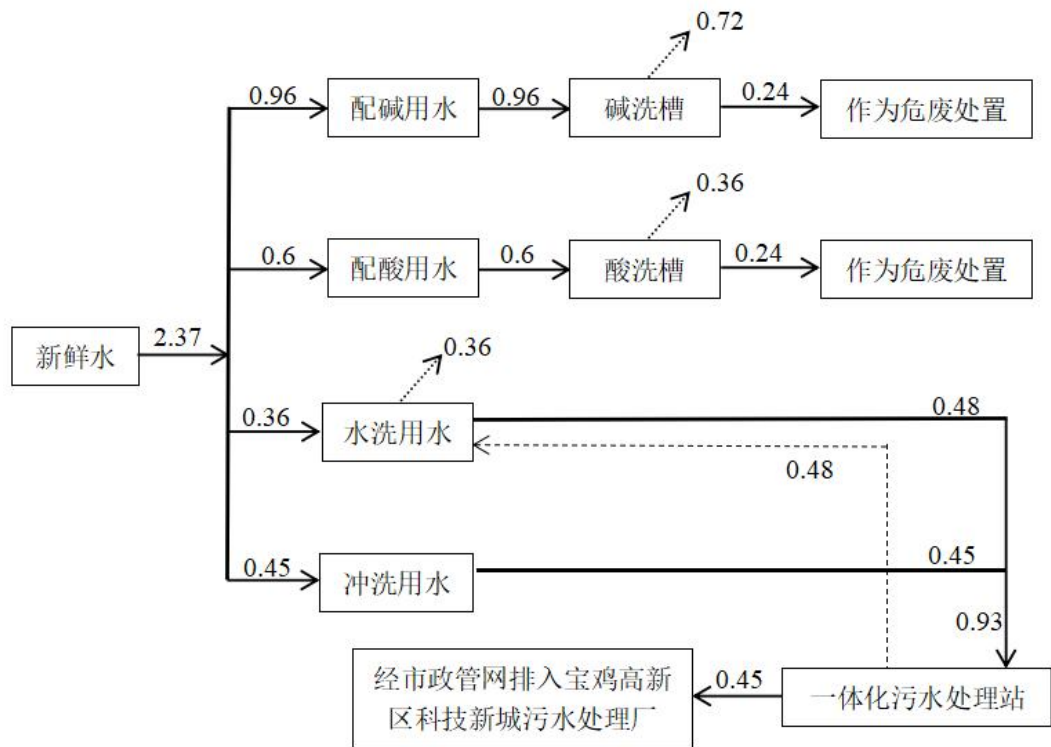 0.72
0.96
配碱用水
0.96
碱洗槽
0.24
作为危废处置
0.36
0.6
配酸用水
0.6
酸洗槽
0.24
作为危废处置
新鲜水
2.37
0.36
0.36
水洗用水
0.48
0.48
0.45
冲洗用水
0.45
0.93
经市政管网排入宝鸡高新
区科技新城污水处理厂
0.45
一体化污水处理站